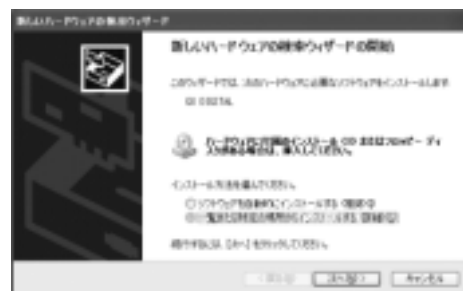 新しいハードウェアの検索ウィザード
新しいハードウェアの検索ウィザードの開始
このウィザードでは、次のハードウェアに必要なソフトウェアをインストールします:
ハードウェアに付属のインストール CD またはフロッピー ディ
スクがある場合は、挿入してください。
インストール方法を選んでください。
ソフトウェアを自動的にインストールする (推奨)(I)
一覧または特定の場所からインストールする (詳細)(S)
続行するには、[次へ] をクリックしてください。
< 戻る(B) 次へ(N) > キャンセル